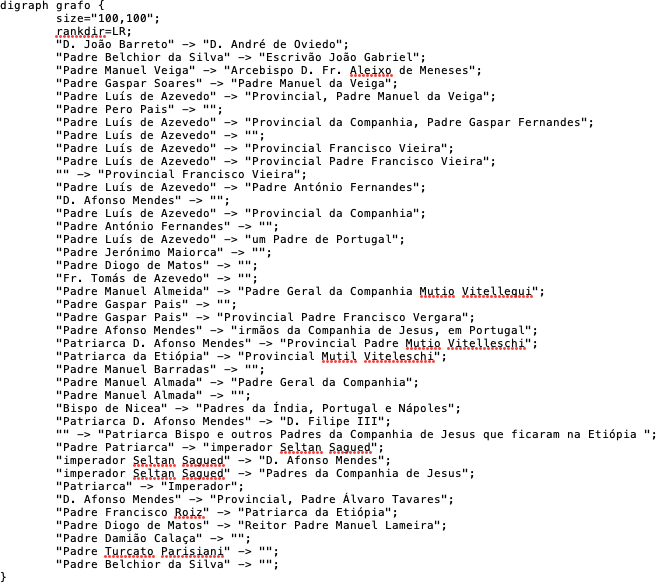 digraph grafo {
size="100,100";
rankdir=LR;
"D. João Barreto" -> "D. André de Oviedo";
"Padre Belchior da Silva" -> "Escrivão João Gabriel";
"Padre Manuel Veiga" -> "Arcebispo D. Fr. Aleixo de Meneses";
"Padre Gaspar Soares" -> "Padre Manuel da Veiga";
"Padre Luís de Azevedo" -> "Provincial, Padre Manuel da Veiga";
"Padre Pero Pais" -> "";
"Padre Luís de Azevedo" -> "Provincial da Companhia, Padre Gaspar Fernandes";
"Padre Luís de Azevedo" -> "";
"Padre Luís de Azevedo" -> "Provincial Francisco Vieira";
"Padre Luís de Azevedo" -> "Provincial Padre Francisco Vieira";
"" -> "Provincial Francisco Vieira";
"Padre Luís de Azevedo" -> "Padre António Fernandes";
"D. Afonso Mendes" -> "";
"Padre Luís de Azevedo" -> "Provincial da Companhia";
"Padre António Fernandes" -> "";
"Padre Luís de Azevedo" -> "um Padre de Portugal";
"Padre Jerónimo Maiorca" -> "";
"Padre Diogo de Matos" -> "";
"Fr. Tomás de Azevedo" -> "";
"Padre Manuel Almeida" -> "Padre Geral da Companhia Mutio Vitellequi";
"Padre Gaspar Pais" -> "";
"Padre Gaspar Pais" -> "Provincial Padre Francisco Vergara";
"Padre Afonso Mendes" -> "irmãos da Companhia de Jesus, em Portugal";
"Patriarca D. Afonso Mendes" -> "Provincial Padre Mutio Vitelleschi";
"Patriarca da Etiópia" -> "Provincial Mutil Viteleschi";
"Padre Manuel Barradas" -> "";
"Padre Manuel Almada" -> "Padre Geral da Companhia";
"Padre Manuel Almada" -> "";
"Bispo de Nicea" -> "Padres da Índia, Portugal e Nápoles";
"Patriarca D. Afonso Mendes" -> "D. Filipe III";
"" -> "Patriarca Bispo e outros Padres da Companhia de Jesus que ficaram na Etiópia ";
"Padre Patriarca" -> "imperador Seltan Saqued";
"imperador Seltan Saqued" -> "D. Afonso Mendes";
"imperador Seltan Saqued" -> "Padres da Companhia de Jesus";
"Patriarca" -> "Imperador";
"D. Afonso Mendes" -> "Provincial, Padre Álvaro Tavares";
"Padre Francisco Roiz" -> "Patriarca da Etiópia";
"Padre Diogo de Matos" -> "Reitor Padre Manuel Lameira";
"Padre Damião Calaça" -> "";
"Padre Turcato Parisiani" -> "";
"Padre Belchior da Silva" -> "";
}